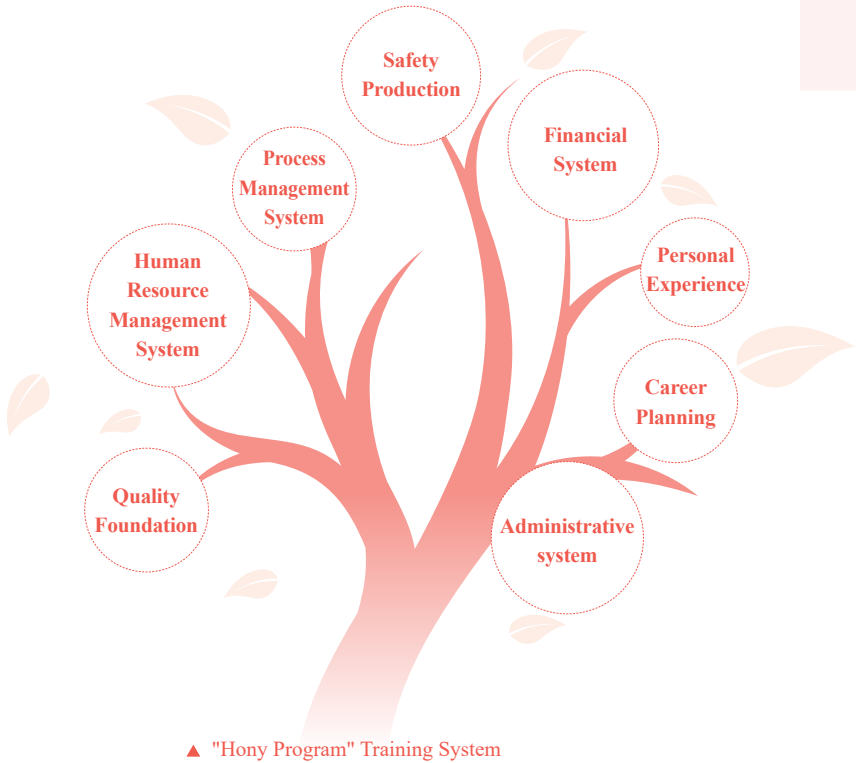 Safety
Production
Financial
System
Process
Management
System
Personal
Experience
Human
Resource
Management
System
Career
Planning
Quality
Foundation
Administrative
system
▲ "Hony Program" Training System